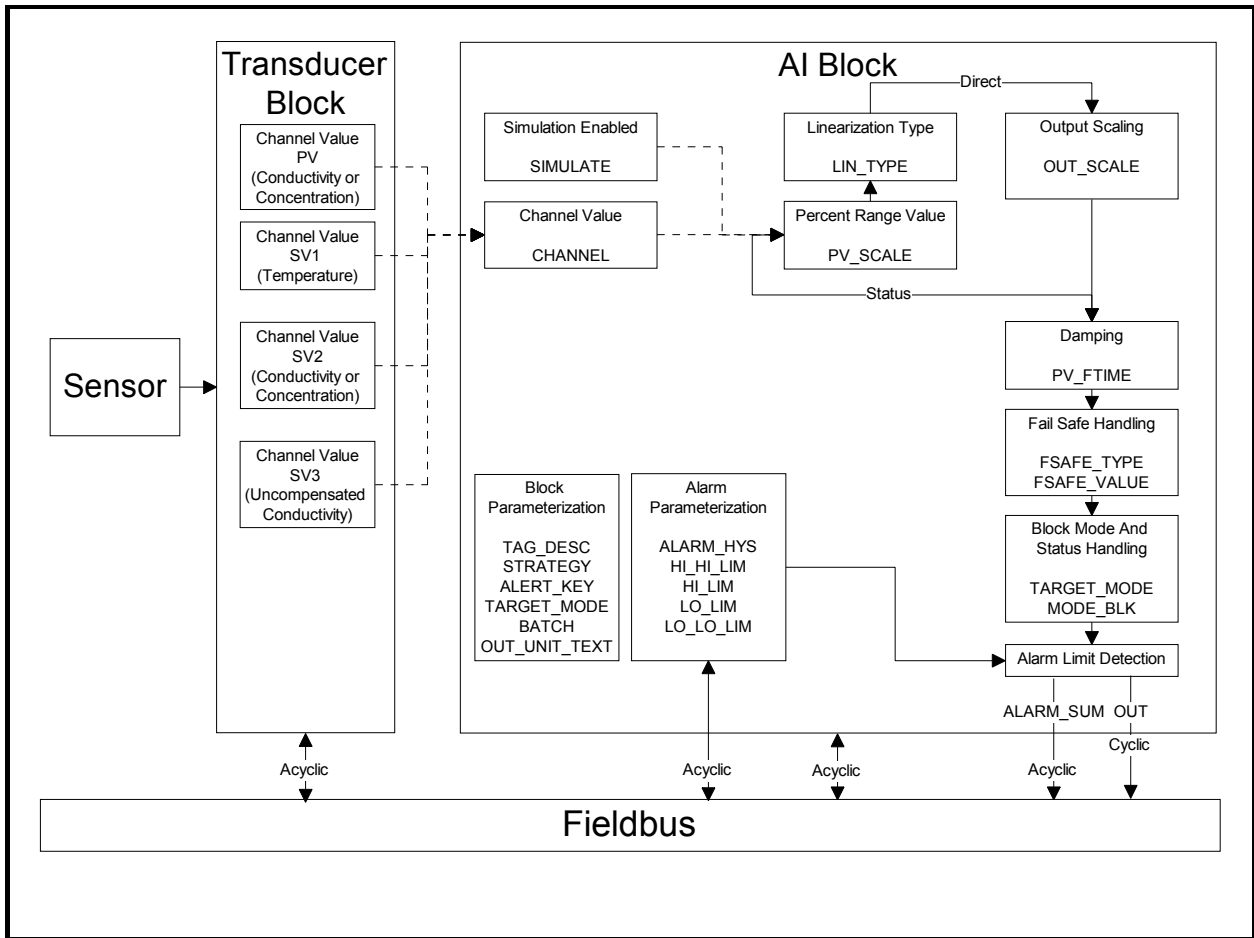 Transducer
Block
Channel Value
PV
(Conductivity or
Concentration)
Channel Value
SV1
(Temperature)
Channel Value
SV2
(Conductivity or
Concentration)
Channel Value
SV3
(Uncompensated
Conductivity)
Sensor
AI Block
Simulation Enabled
SIMULATE
Channel Value
CHANNEL
Linearization Type
LIN_TYPE
Percent Range Value
PV_SCALE
Direct
Output Scaling
OUT_SCALE
Status
Damping
PV_FTIME
Fail Safe Handling
FSAFE_TYPE
FSAFE_VALUE
Block Mode And
Status Handling
TARGET_MODE
MODE_BLK
Alarm Limit Detection
Block
Parameterization
TAG_DESC
STRATEGY
ALERT_KEY
TARGET_MODE
BATCH
OUT_UNIT_TEXT
Alarm
Parameterization
ALARM_HYS
HI_HI_LIM
HI_LIM
LO_LIM
LO_LO_LIM
ALARM_SUM OUT
Cyclic
Acyclic
Acyclic
Acyclic
Acyclic
Fieldbus